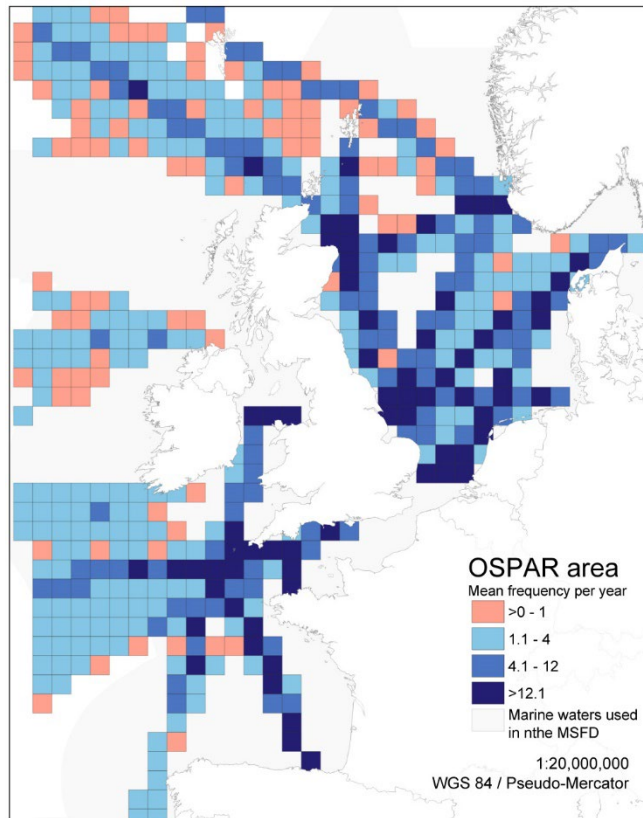 OSPAR area
Mean frequency per year
>0 - 1
1.1 - 4
4.1 - 12
>12.1
Marine waters used
in nthe MSFD
1:20,000,000
WGS 84 / Pseudo-Mercator